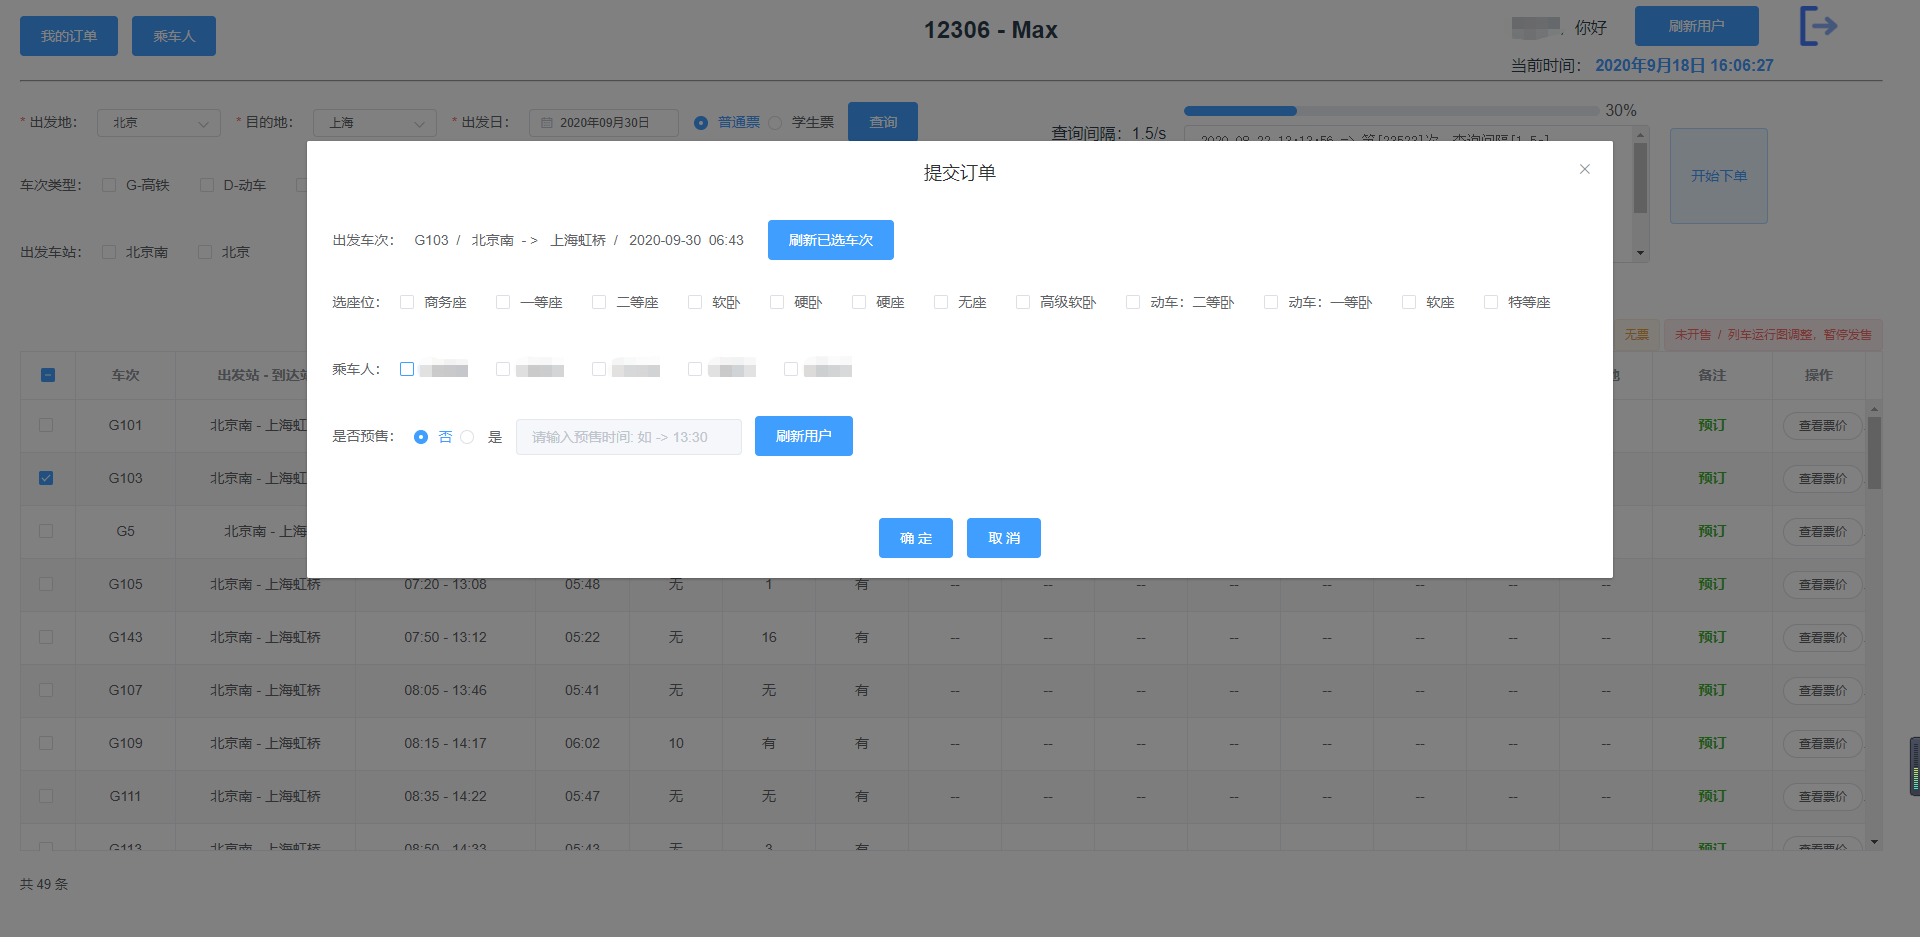 我的订单 乘车人 12306 - Max 你好 刷新用户
当前时间： 2020年9月18日 16:06:27
* 出发地： 北京 * 目的地： 上海 * 出发日： 2020年09月30日 普通票 学生票 查询 30%
查询间隔：1.5/s
车次类型： G-高铁 D-动车 开始下单
出发车站： 北京南 北京
提交订单
出发车次： G103 / 北京南 -> 上海虹桥 / 2020-09-30 06:43 刷新已选车次
选座位： 商务座 一等座 二等座 软卧 硬卧 硬座 无座 高级软卧 动车：二等卧 动车：一等卧 软座 特等座
乘车人：
是否预售： 否 是 请输入预售时间: 如 -> 13:30 刷新用户
确 定 取 消
无票 未开售 / 列车运行图调整，暂停发售
车次 出发站 - 到达站 备注 操作
G101 北京南 - 上海虹 预订 查看票价
G103 北京南 - 上海虹 预订 查看票价
G5 北京南 - 上海 预订 查看票价
G105 北京南 - 上海虹桥 07:20 - 13:08 05:48 无 1 有 -- -- -- -- -- -- -- -- 预订 查看票价
G143 北京南 - 上海虹桥 07:50 - 13:12 05:22 无 16 有 -- -- -- -- -- -- -- -- 预订 查看票价
G107 北京南 - 上海虹桥 08:05 - 13:46 05:41 无 无 有 -- -- -- -- -- -- -- -- 预订 查看票价
G109 北京南 - 上海虹桥 08:15 - 14:17 06:02 10 有 有 -- -- -- -- -- -- -- -- 预订 查看票价
G111 北京南 - 上海虹桥 08:35 - 14:22 05:47 无 无 有 -- -- -- -- -- -- -- -- 预订 查看票价
G113 北京南 - 上海虹桥 08:50 - 14:33 05:43 无 3 有 预订 查看票价
共 49 条